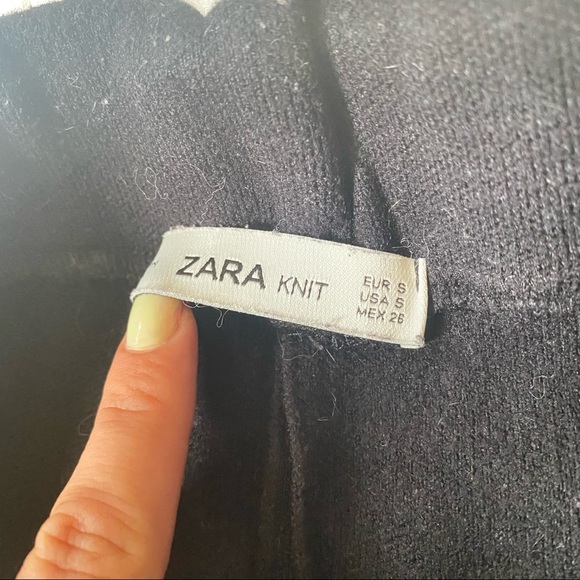 ZARA KNIT
EUR S
USA S
MEX 26